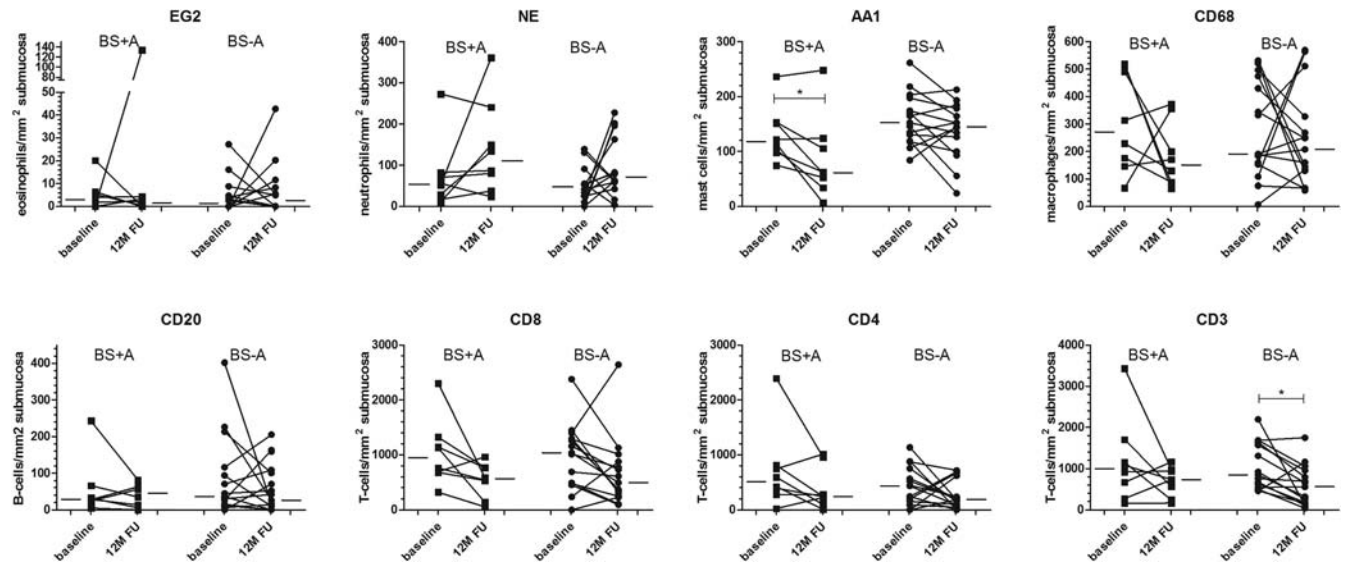 EG2
eosinophils/mm² submucosa
140
120
100
80
50
40
30
20
10
0
BS+A
BS-A
baseline
12M FU
baseline
12M FU
NE
neutrophils/mm² submucosa
400
300
200
100
0
BS+A
BS-A
baseline
12M FU
baseline
12M FU
AA1
mast cells/mm² submucosa
300
200
100
0
BS+A
BS-A
*
baseline
12M FU
baseline
12M FU
CD68
macrophages/mm² submucosa
600
500
400
300
200
100
0
BS+A
BS-A
baseline
12M FU
baseline
12M FU
CD20
B-cells/mm2 submucosa
400
300
200
100
0
BS+A
BS-A
baseline
12M FU
baseline
12M FU
CD8
T-cells/mm² submucosa
3000
2000
1000
0
BS+A
BS-A
baseline
12M FU
baseline
12M FU
CD4
T-cells/mm² submucosa
3000
2000
1000
0
BS+A
BS-A
baseline
12M FU
baseline
12M FU
CD3
T-cells/mm² submucosa
4000
3000
2000
1000
0
BS+A
BS-A
*
baseline
12M FU
baseline
12M FU